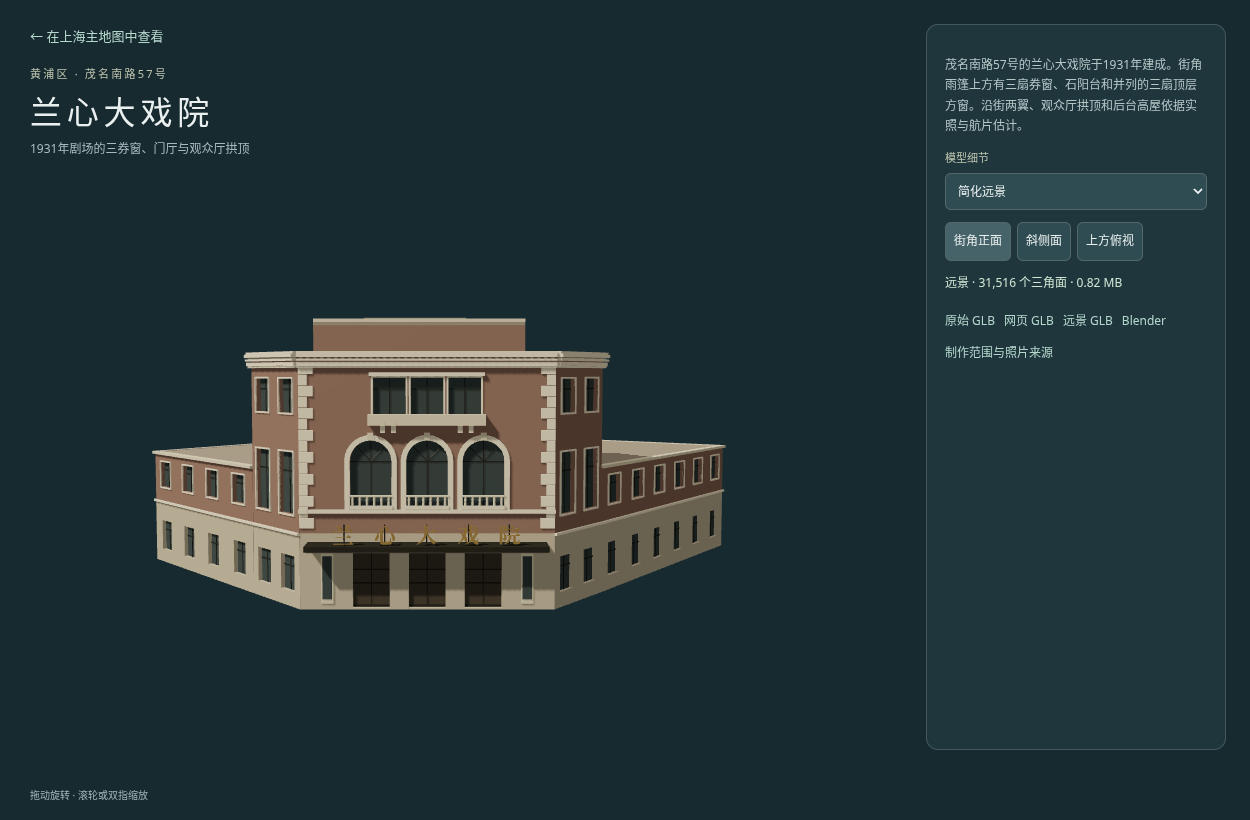 ← 在上海主地图中查看
黄浦区 · 茂名南路57号
兰心大戏院
1931年剧场的三券窗、门厅与观众厅拱顶
兰心大戏院
拖动旋转 · 滚轮或双指缩放
茂名南路57号的兰心大戏院于1931年建成。街角
雨篷上方有三扇券窗、石阳台和并列的三扇顶层
方窗。沿街两翼、观众厅拱顶和后台高屋依据实
照与航片估计。
模型细节
简化远景
街角正面 斜侧面 上方俯视
远景 · 31,516 个三角面 · 0.82 MB
原始 GLB 网页 GLB 远景 GLB Blender
制作范围与照片来源